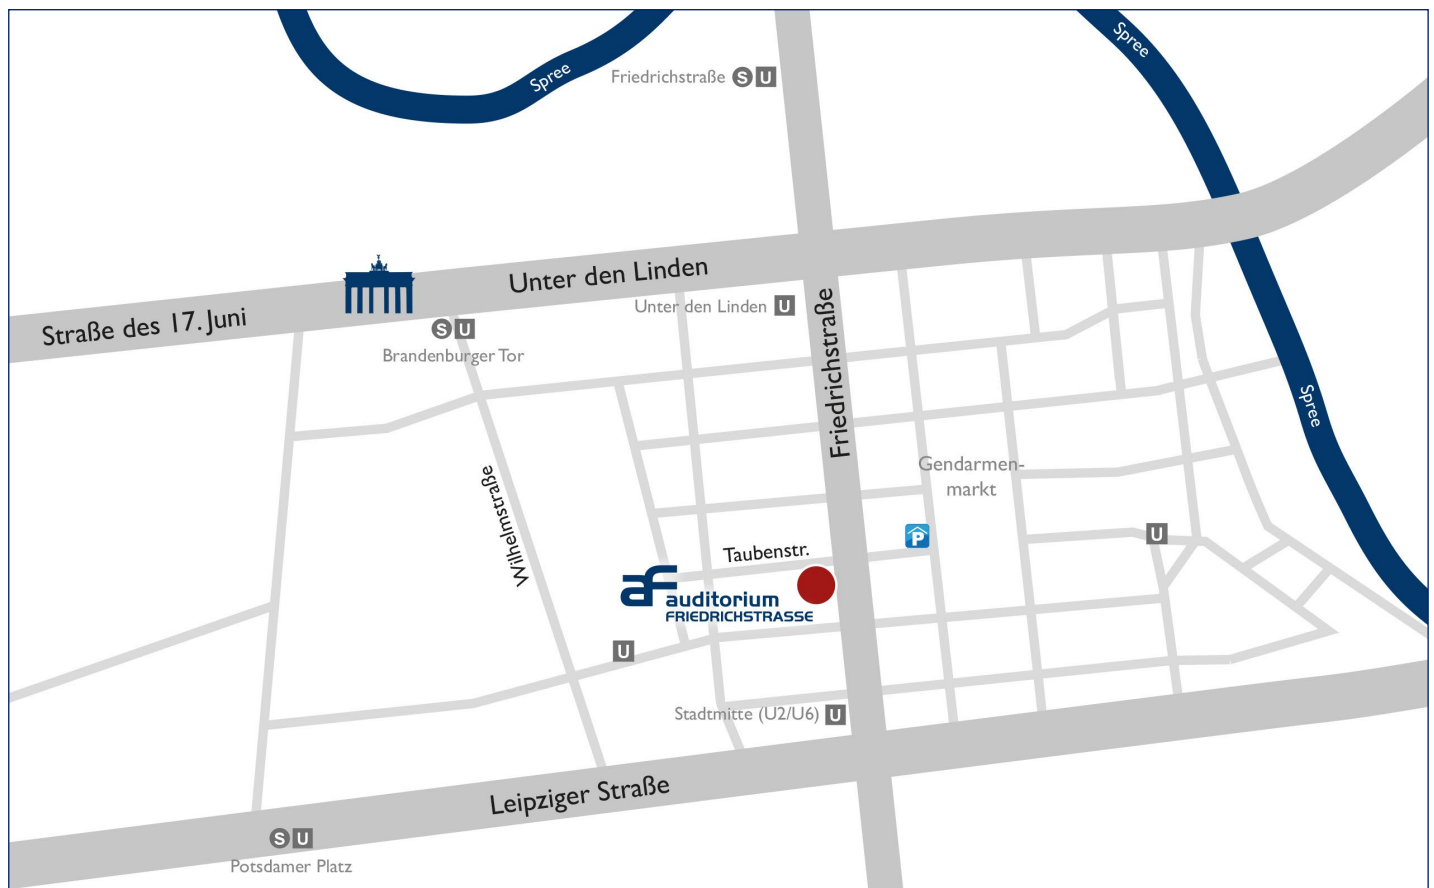 Spree
Spree
Friedrichstraße S U
Unter den Linden
Unter den Linden U
Straße des 17. Juni
S U
Brandenburger Tor
Friedrichstraße
Spree
Gendarmen-
markt
Wilhelmstraße
P
U
Taubenstr.
af
auditorium
FRIEDRICHSTRASSE
U
Stadtmitte (U2/U6) U
Leipziger Straße
S U
Potsdamer Platz